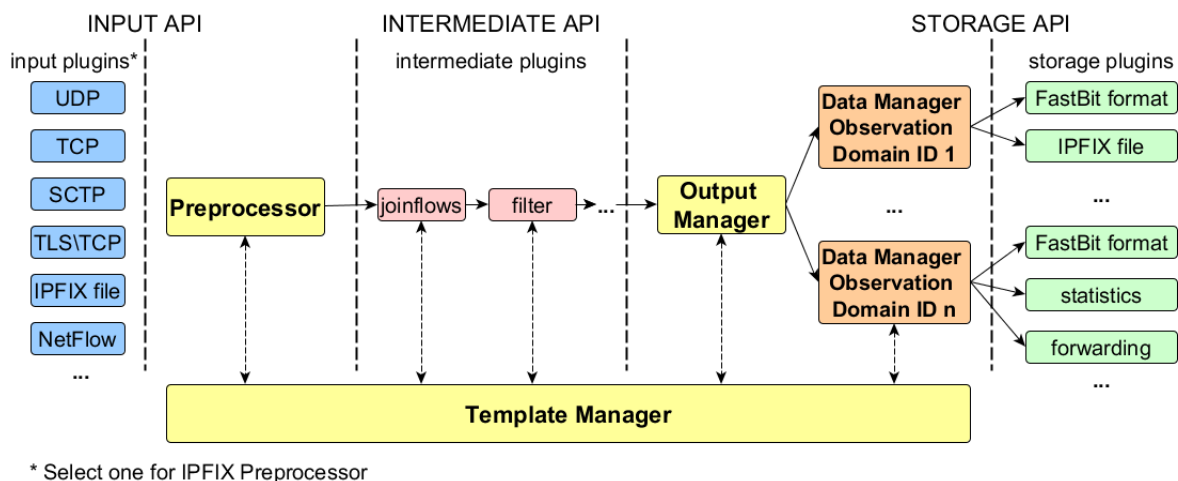 INPUT API
INTERMEDIATE API
STORAGE API
input plugins*
intermediate plugins
storage plugins
UDP
TCP
SCTP
TLS\TCP
IPFIX file
NetFlow
...
Preprocessor
joinflows
filter
...
Output
Manager
Data Manager
Observation
Domain ID 1
...
Data Manager
Observation
Domain ID n
FastBit format
IPFIX file
...
FastBit format
statistics
forwarding
...
Template Manager
* Select one for IPFIX Preprocessor